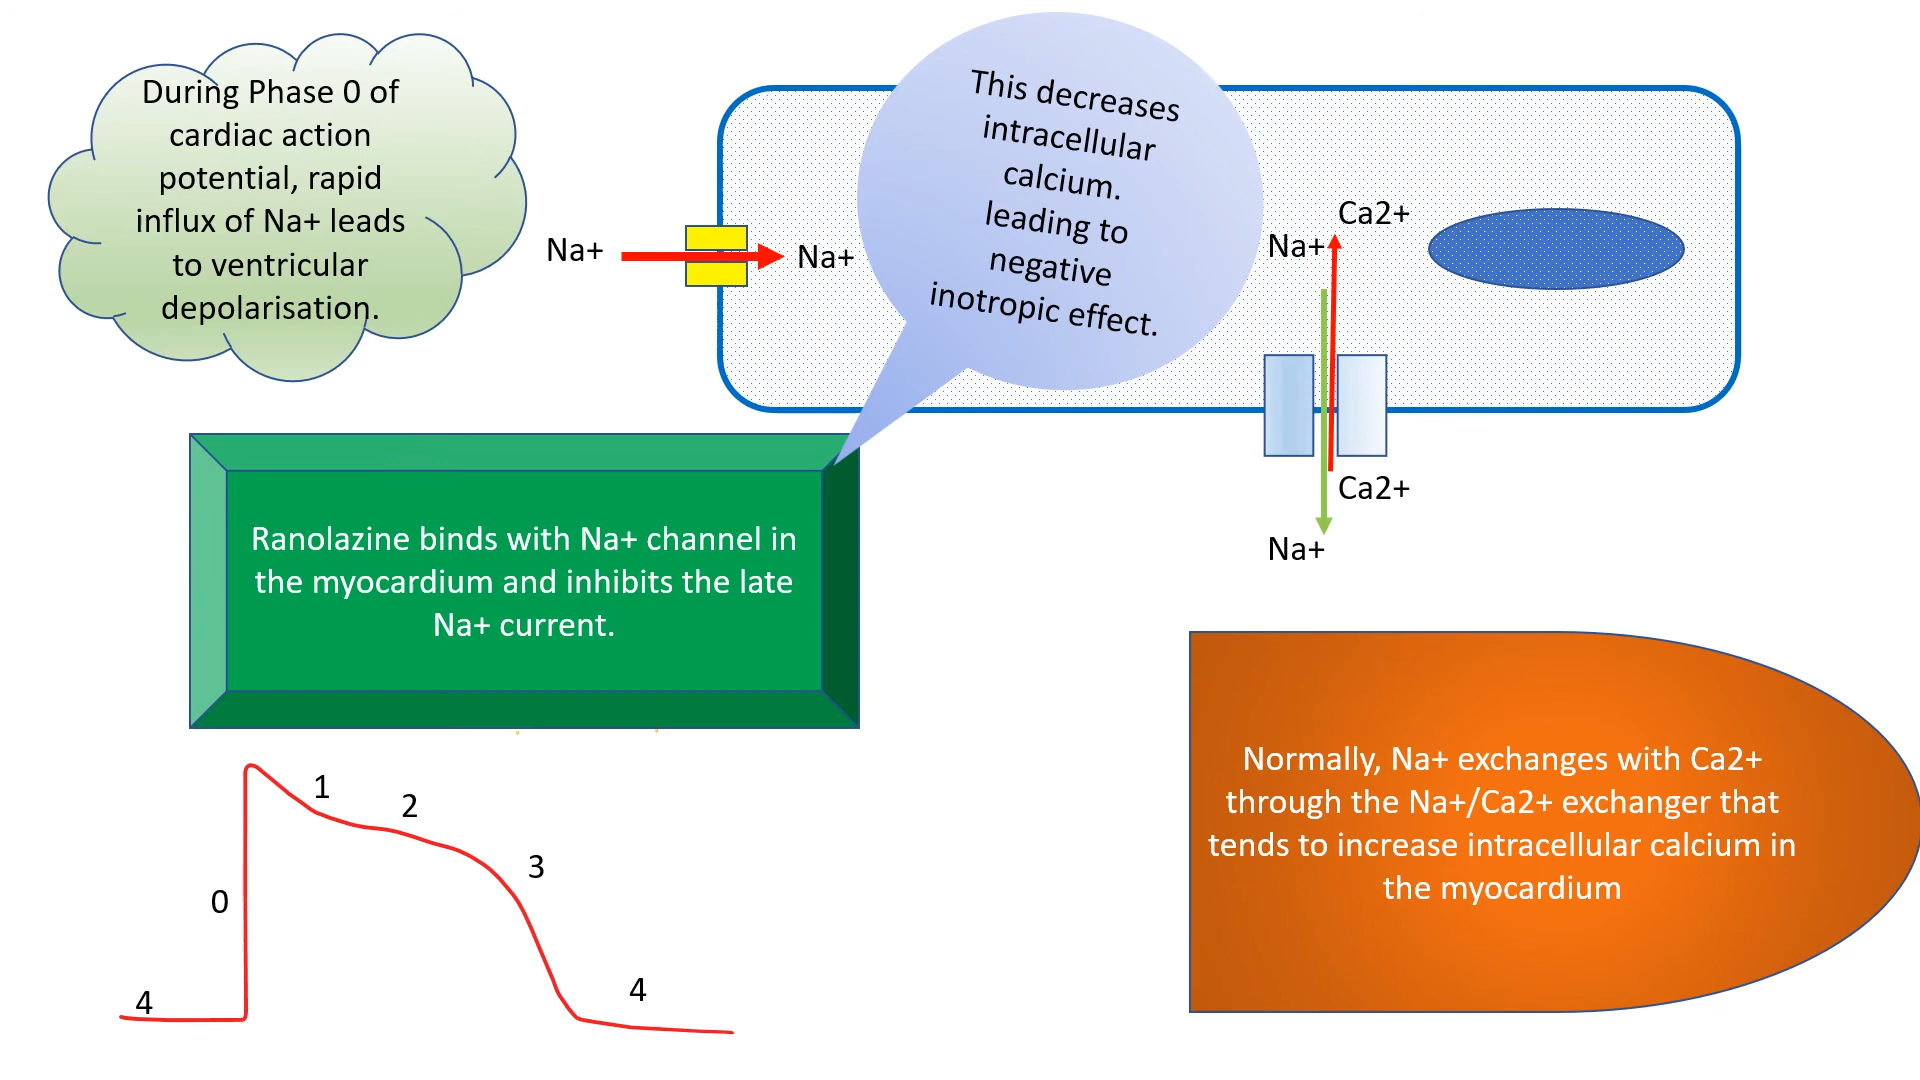 During Phase 0 of
cardiac action
potential, rapid
influx of Na+ leads
to ventricular
depolarisation.
Na+
Na+
This decreases
intracellular
calcium.
leading to
negative
inotropic effect.
Ca2+
Na+
Ca2+
Na+
Ranolazine binds with Na+ channel in
the myocardium and inhibits the late
Na+ current.
Normally, Na+ exchanges with Ca2+
through the Na+/Ca2+ exchanger that
tends to increase intracellular calcium in
the myocardium
1
2
3
0
4
4